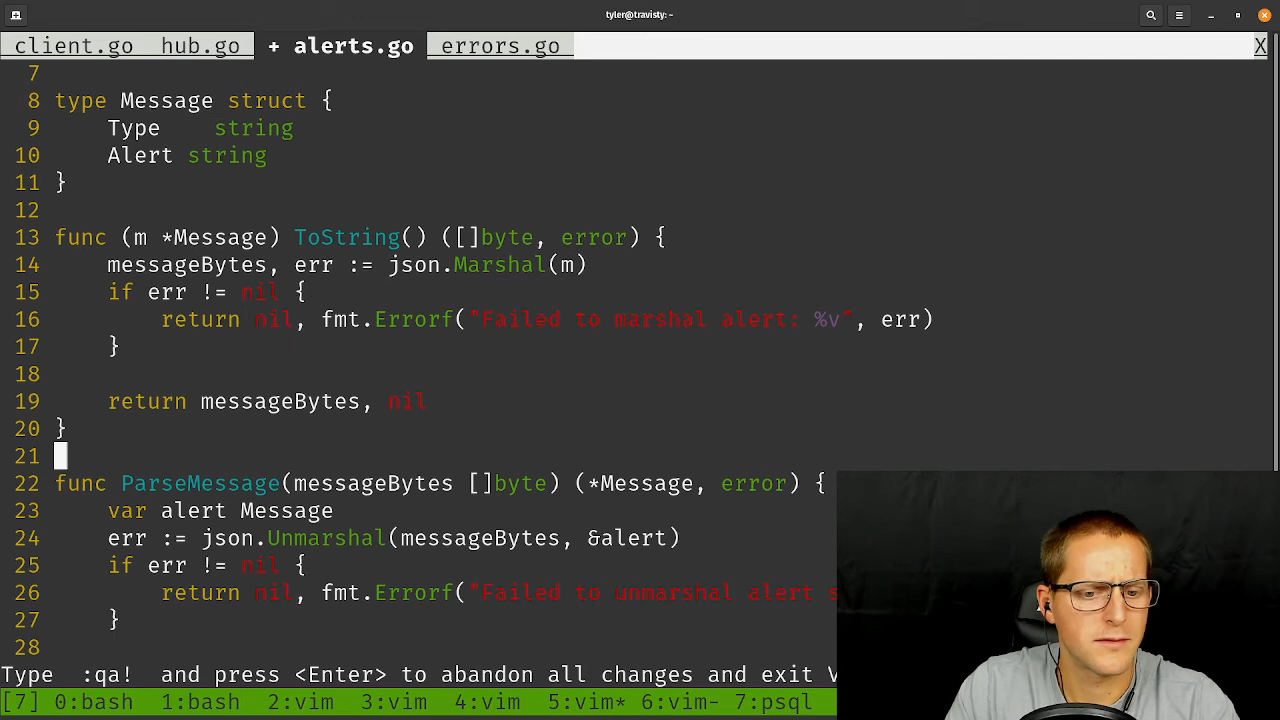 tyler@travisty:~
client.go hub.go + alerts.go errors.go X
7
8 type Message struct {
9 Type string
10 Alert string
11 }
12
13 func (m *Message) ToString() ([]byte, error) {
14 messageBytes, err := json.Marshal(m)
15 if err != nil {
16 return nil, fmt.Errorf("Failed to marshal alert: %v", err)
17 }
18
19 return messageBytes, nil
20 }
21
22 func ParseMessage(messageBytes []byte) (*Message, error) {
23 var alert Message
24 err := json.Unmarshal(messageBytes, &alert)
25 if err != nil {
26 return nil, fmt.Errorf("Failed to unmarshal alert s
27 }
28
Type :qa! and press <Enter> to abandon all changes and exit V
[7] 0:bash 1:bash 2:vim 3:vim 4:vim 5:vim* 6:vim- 7:psql